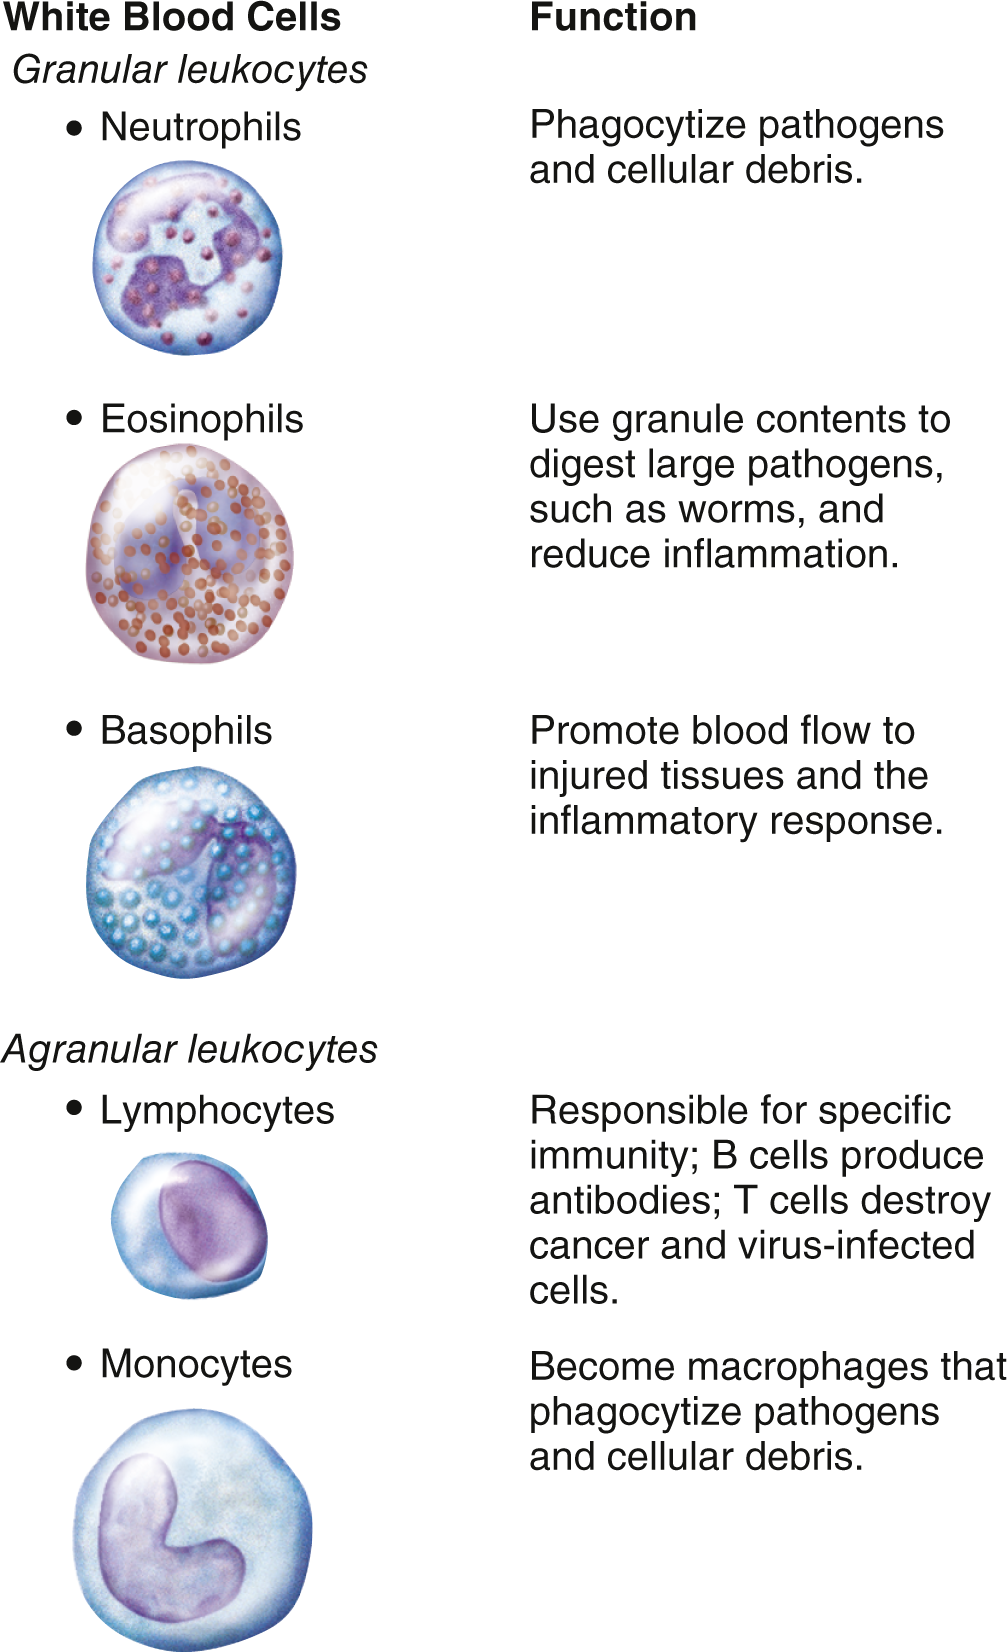 White Blood Cells
Function
Granular leukocytes
• Neutrophils
Phagocytize pathogens
and cellular debris.
• Eosinophils
Use granule contents to
digest large pathogens,
such as worms, and
reduce inflammation.
• Basophils
Promote blood flow to
injured tissues and the
inflammatory response.
Agranular leukocytes
• Lymphocytes
Responsible for specific
immunity; B cells produce
antibodies; T cells destroy
cancer and virus-infected
cells.
• Monocytes
Become macrophages that
phagocytize pathogens
and cellular debris.